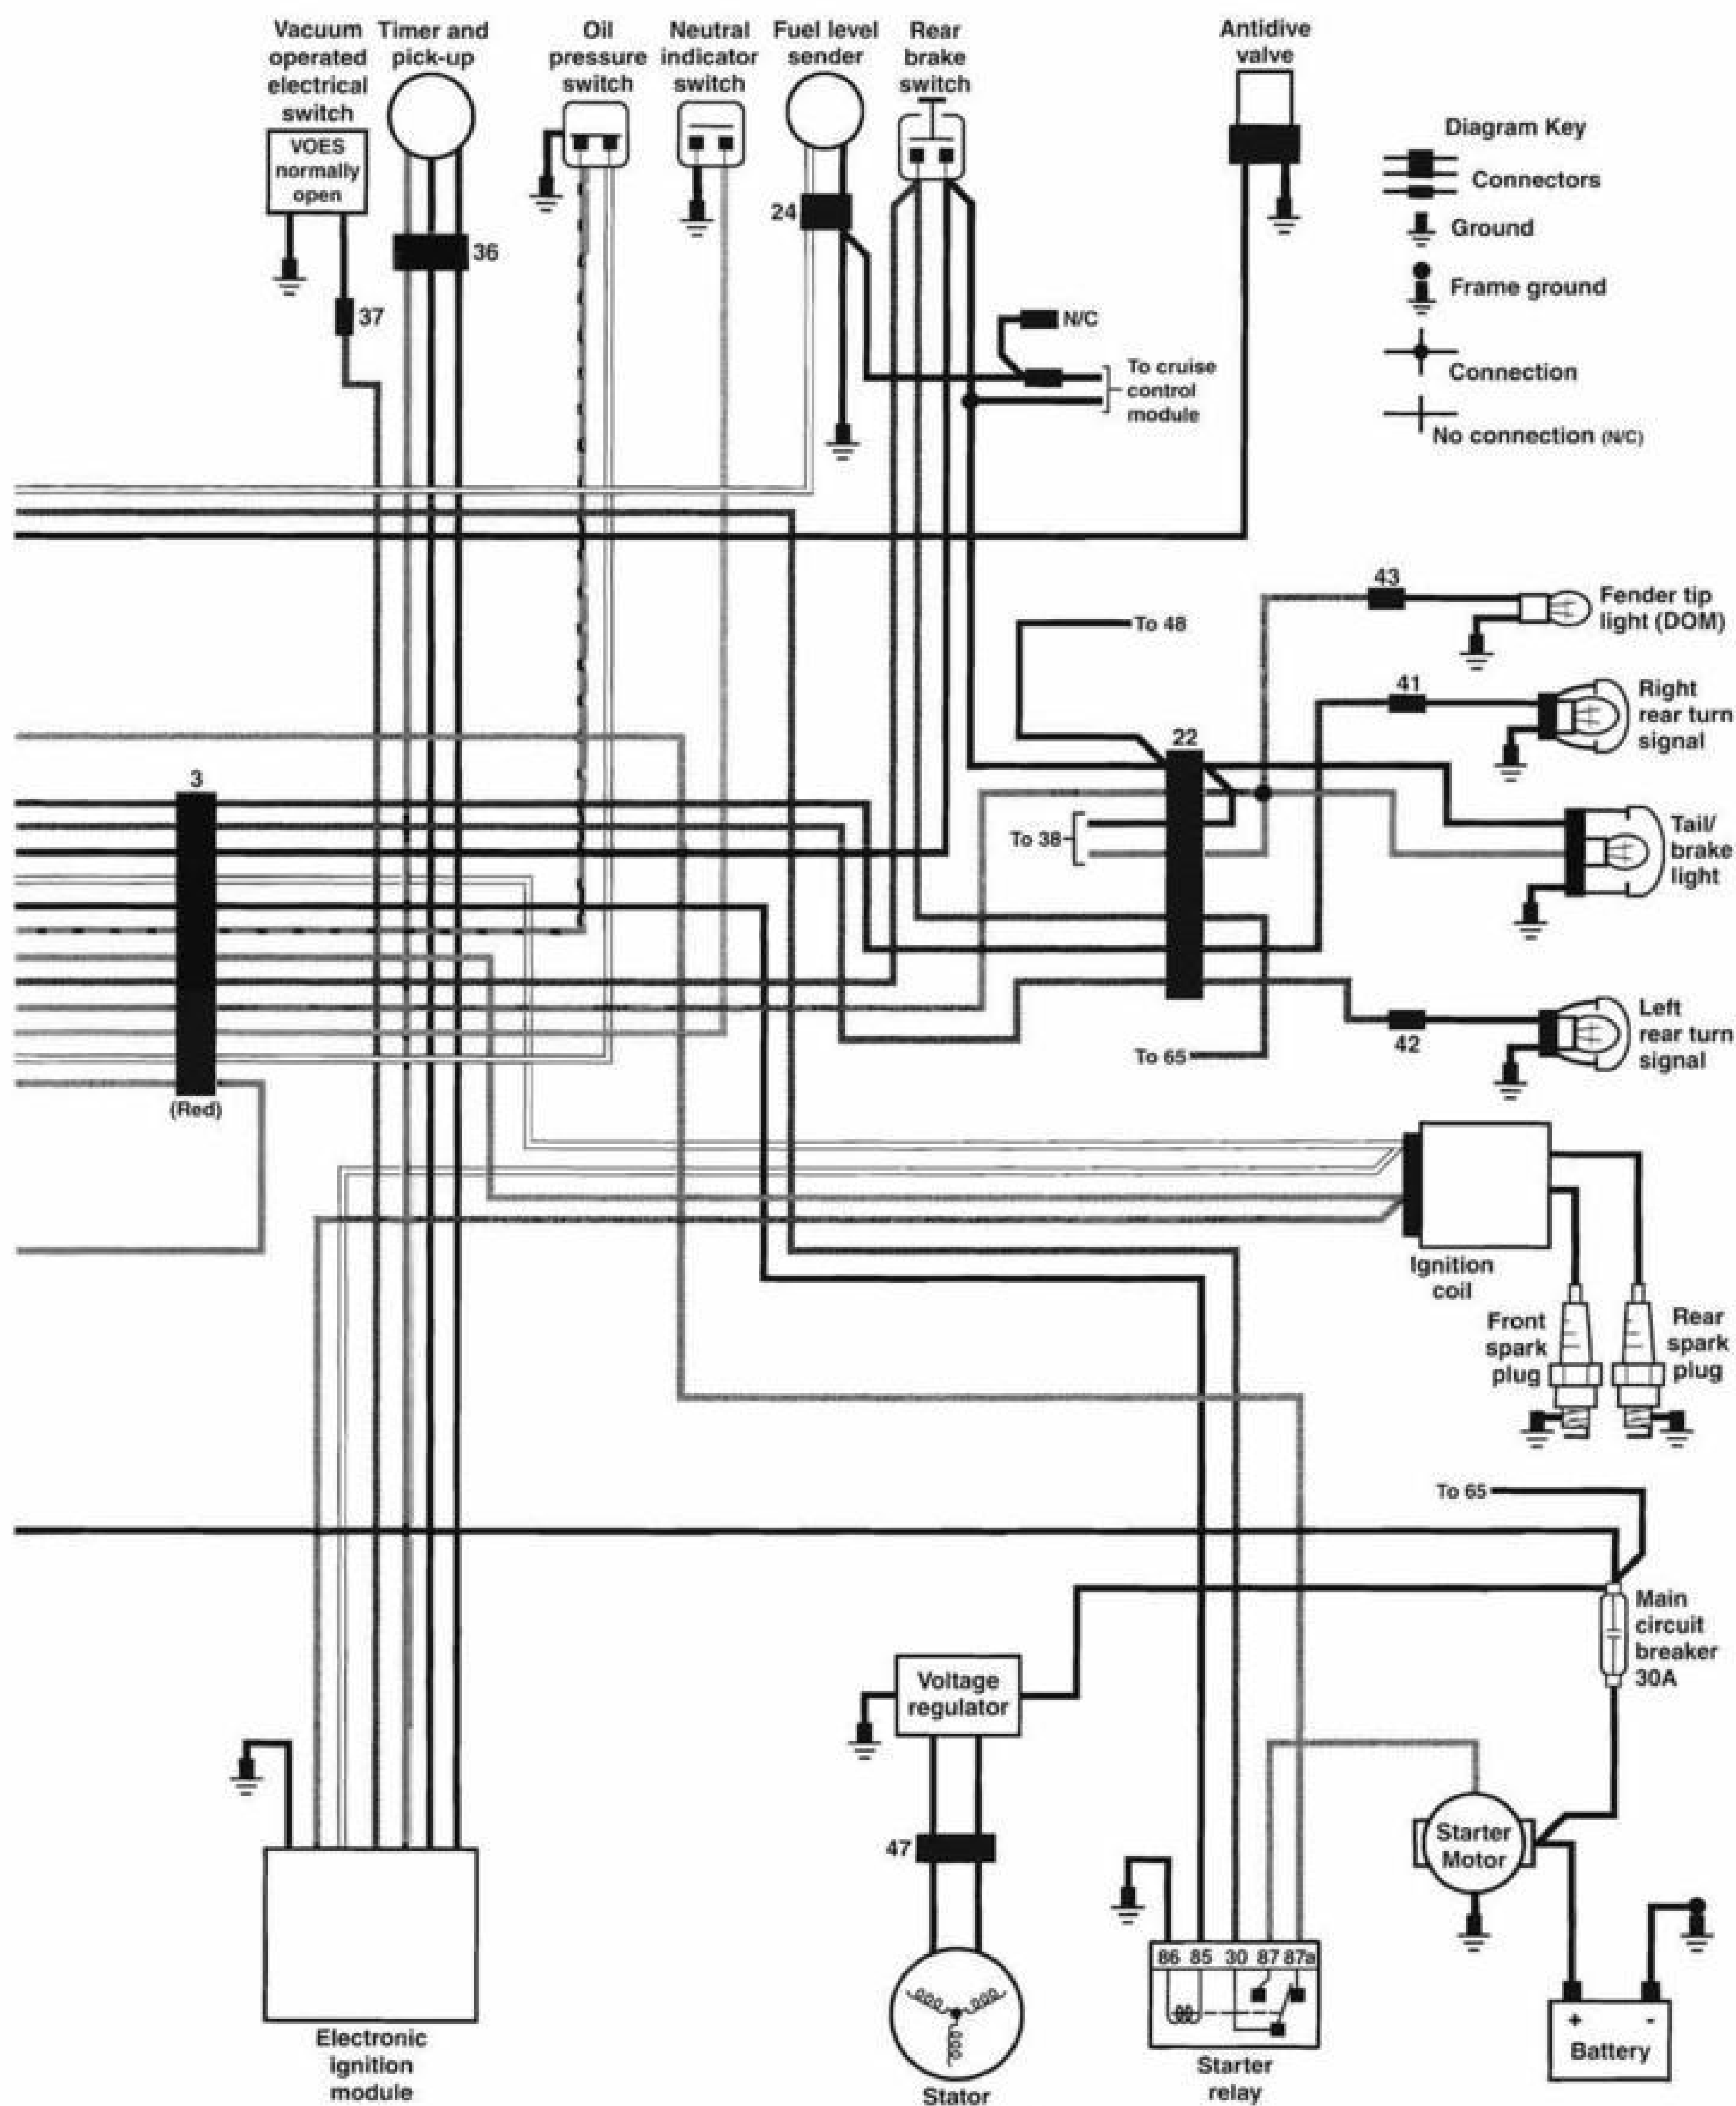 Vacuum
operated
electrical
switch
Timer and
pick-up
Oil
pressure
switch
Neutral
indicator
switch
Fuel level
sender
Rear
brake
switch
Antidive
valve
VOES
normally
open
Diagram Key
Connectors
Ground
Frame ground
Connection
No connection (N/C)
24
36
37
N/C
To cruise
control
module
43
Fender tip
light (DOM)
To 48
41
Right
rear turn
signal
22
3
To 38
Tail/
brake
light
Left
rear turn
signal
42
To 65
(Red)
Ignition
coil
Front
spark
plug
Rear
spark
plug
To 65
Main
circuit
breaker
30A
Voltage
regulator
47
Starter
Motor
86 85 30 87 87a
+ -
Battery
Electronic
ignition
module
Stator
Starter
relay